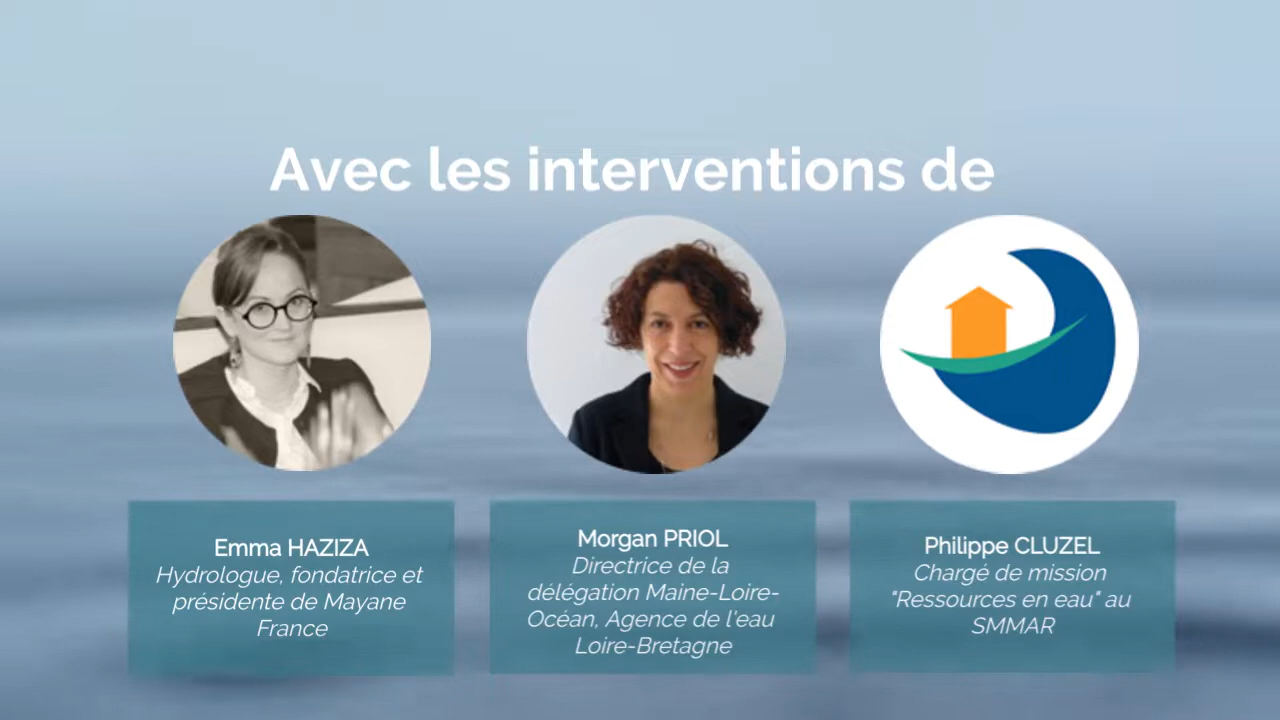 Avec les interventions de
Emma HAZIZA
Hydrologue, fondatrice et
présidente de Mayane
France
Morgan PRIOL
Directrice de la
délégation Maine-Loire-
Océan, Agence de l'eau
Loire-Bretagne
Philippe CLUZEL
Chargé de mission
"Ressources en eau" au
SMMAR